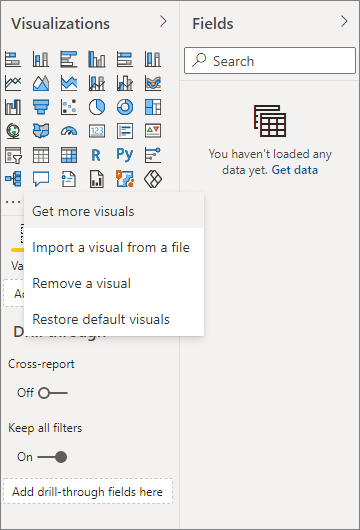 Visualizations
Fields
Search
123
R
Py
You haven't loaded any
data yet. Get data
...
Get more visuals
Import a visual from a file
Remove a visual
Restore default visuals
Va
Ad
Drill through
Cross-report
Off
Keep all filters
On
Add drill-through fields here